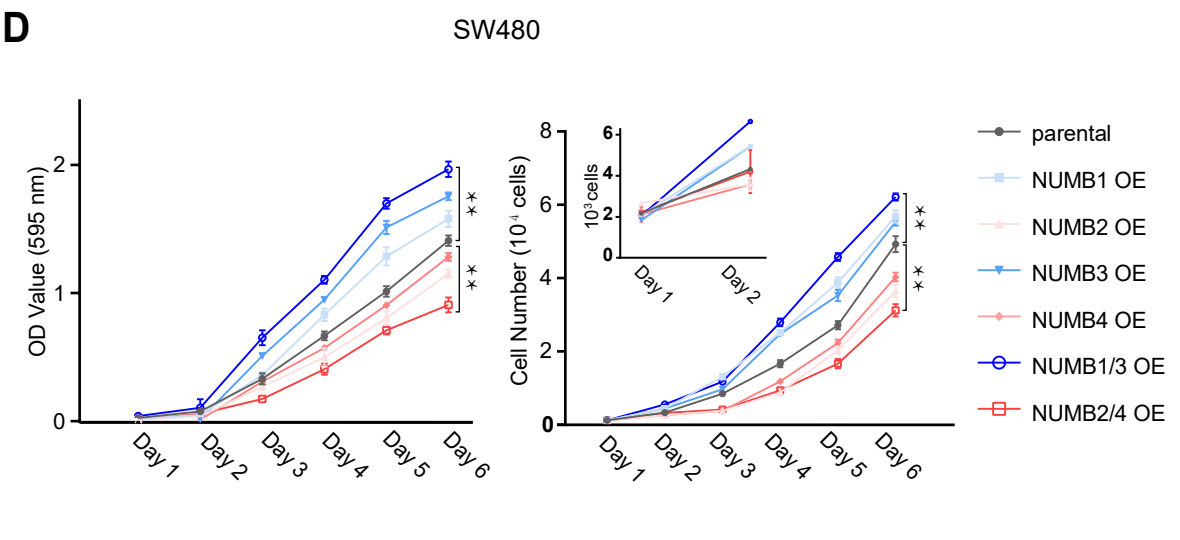 D
SW480
OD Value (595 nm)
2
1
0
Day 1
Day 2
Day 3
Day 4
Day 5
Day 6
**
**
Cell Number (10⁴ cells)
8
6
4
2
0
Day 1
Day 2
Day 3
Day 4
Day 5
Day 6
**
**
10³cells
6
4
2
0
Day 1
Day 2
parental
NUMB1 OE
NUMB2 OE
NUMB3 OE
NUMB4 OE
NUMB1/3 OE
NUMB2/4 OE